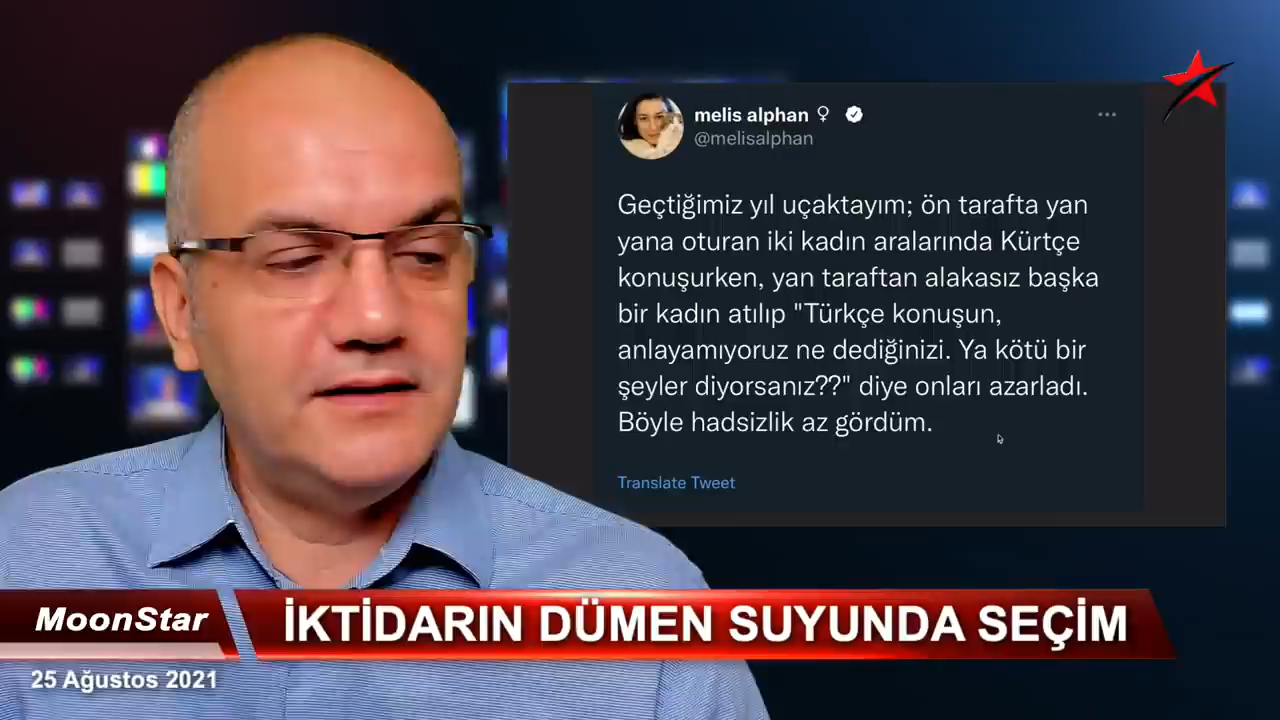 melis alphan ♀
@melisalphan
Geçtiğimiz yıl uçaktayım; ön tarafta yan
yana oturan iki kadın aralarında Kürtçe
konuşurken, yan taraftan alakasız başka
bir kadın atılıp "Türkçe konuşun,
anlayamıyoruz ne dediğinizi. Ya kötü bir
şeyler diyorsanız??" diye onları azarladı.
Böyle hadsizlik az gördüm.
Translate Tweet
MoonStar
İKTİDARIN DÜMEN SUYUNDA SEÇİM
25 Ağustos 2021